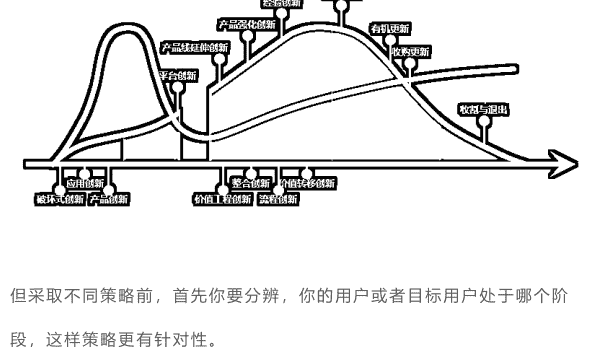 经验创新
产品强化创新
有机更新
产品线延伸创新
收购更新
平台创新
收割与退出
应用创新
整合创新
价值转移创新
破坏式创新
产品创新
价值工程创新
流程创新
但采取不同策略前，首先你要分辨，你的用户或者目标用户处于哪个阶
段，这样策略更有针对性。